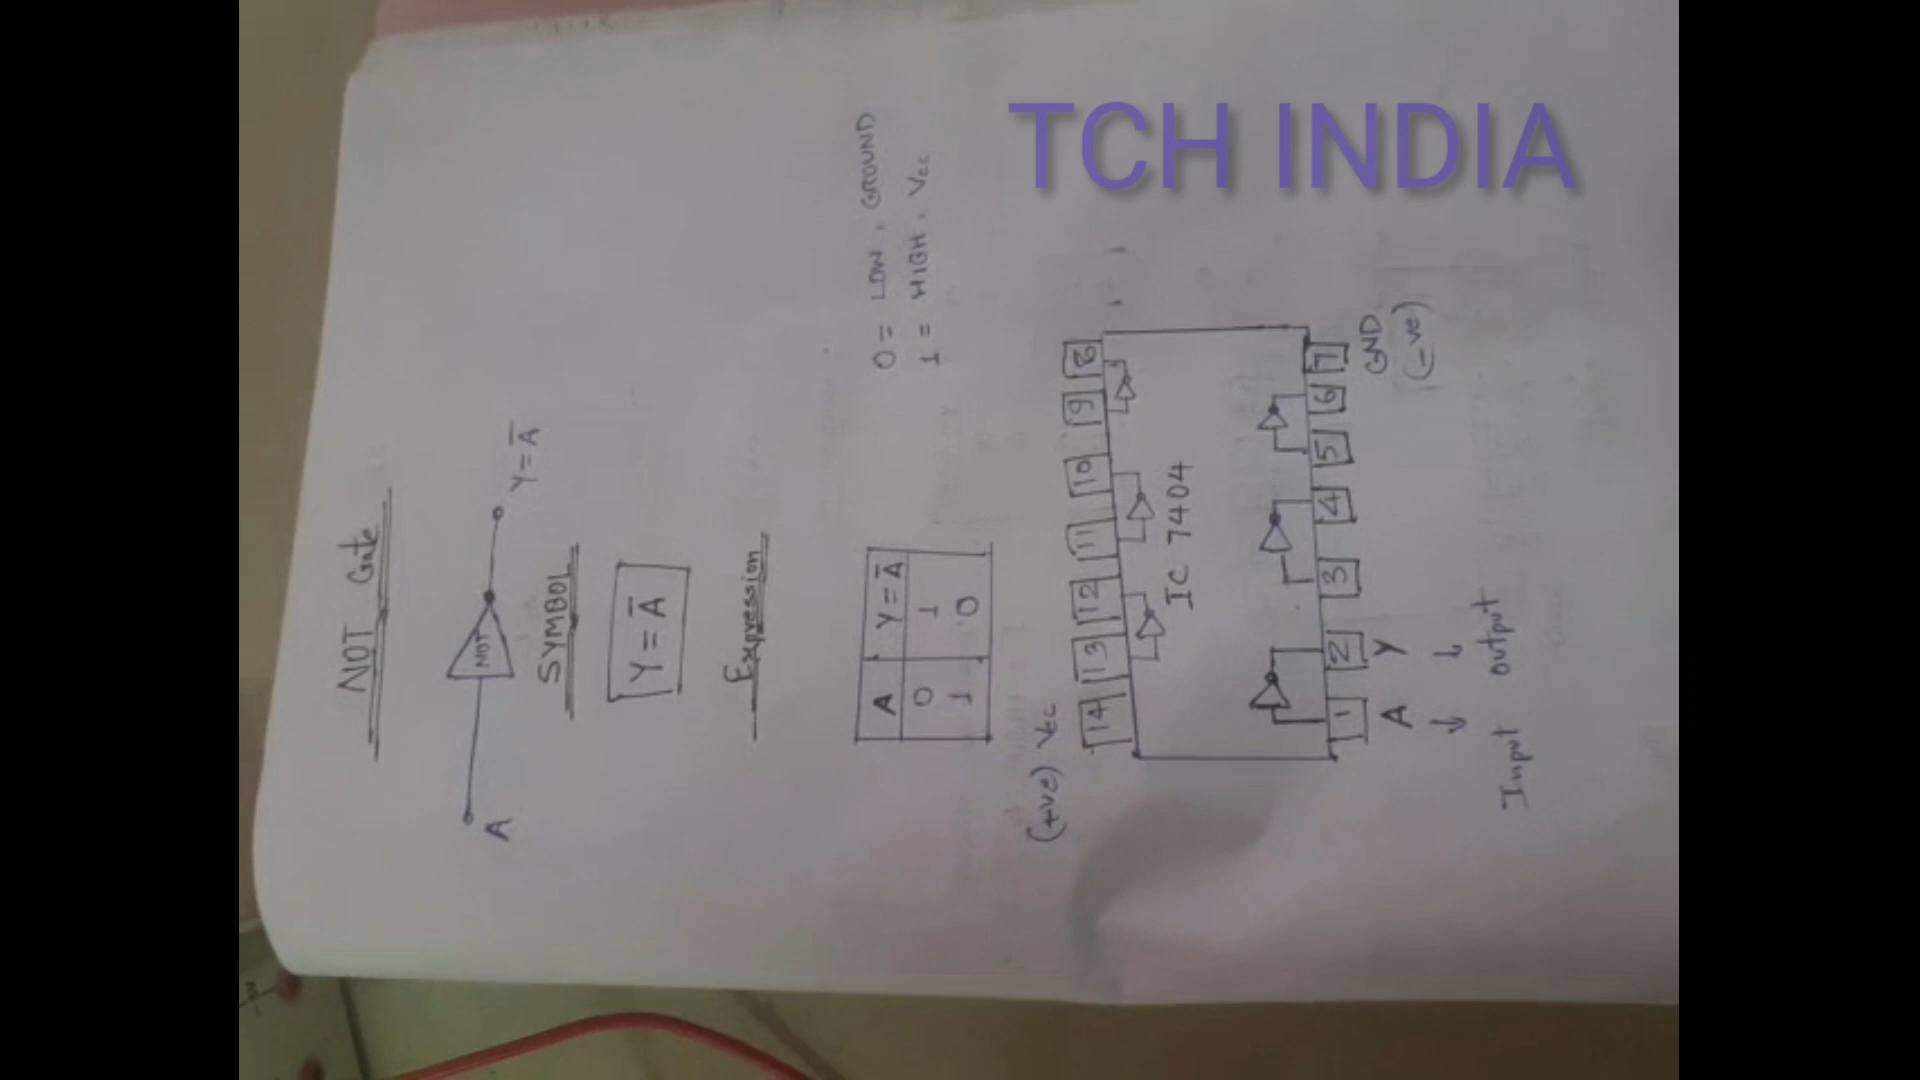 TCH INDIA
NOT Gate
NOT
A
Y = A̅
SYMBOL
Y = A̅
Expression
A Y = A̅
0 1
1 0
0 = LOW, GROUND
1 = HIGH, Vcc
(+ve) Vcc
14 13 12 11 10 9 8
IC 7404
1 2 3 4 5 6 7
A Y GND
(-ve)
Input Output